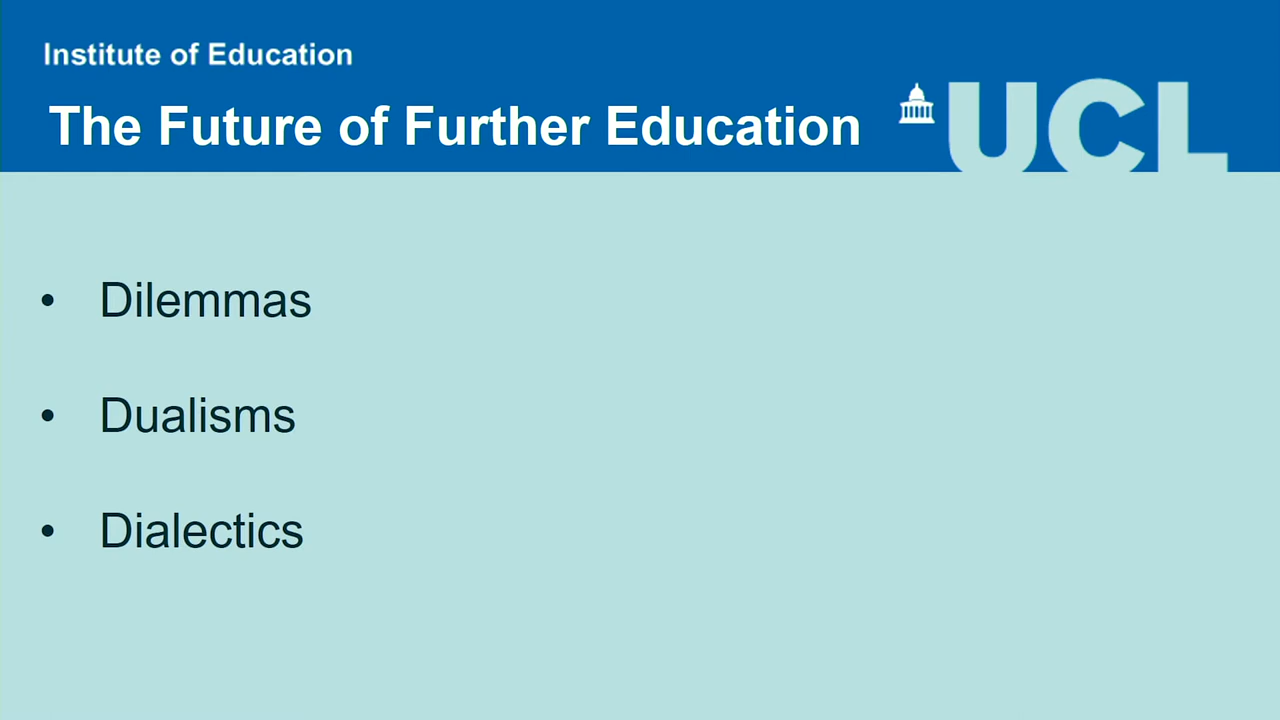 Institute of Education
The Future of Further Education
UCL
• Dilemmas
• Dualisms
• Dialectics